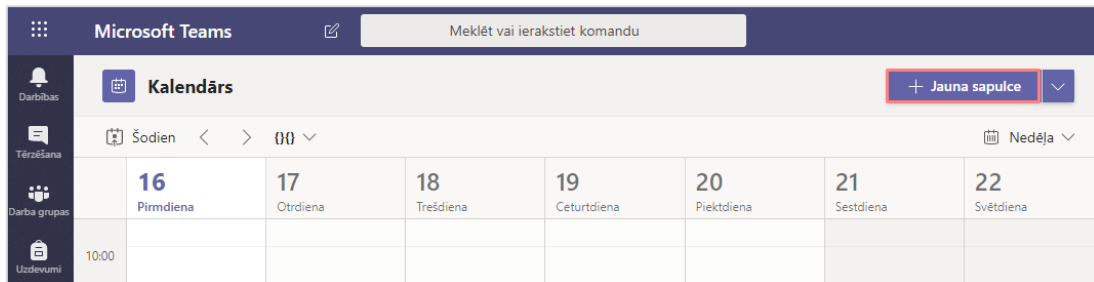 Microsoft Teams
Meklēt vai ierakstiet komandu
Darbības
Kalendārs
+ Jauna sapulce
Tērzēšana
Šodien
{}{}
Nedēļa
Darba grupas
16 17 18 19 20 21 22
Pirmdiena Otrdiena Trešdiena Ceturtdiena Piektdiena Sestdiena Svētdiena
Uzdevumi
10:00